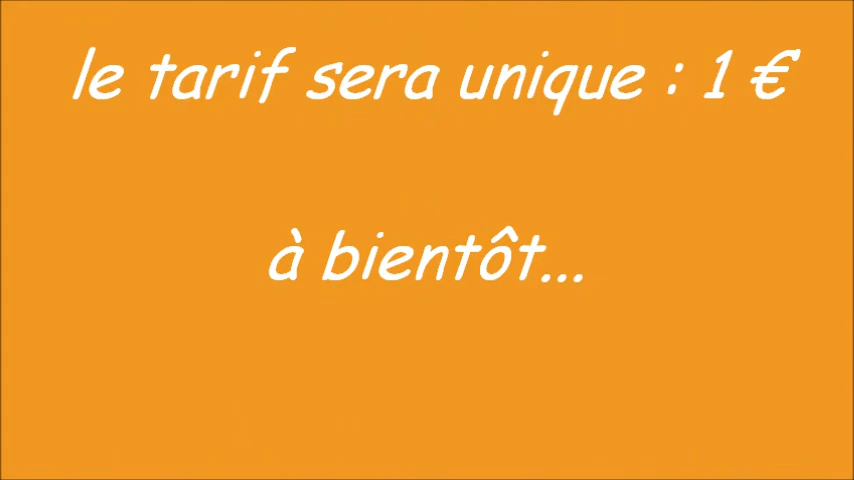 le tarif sera unique : 1 €
à bientôt...